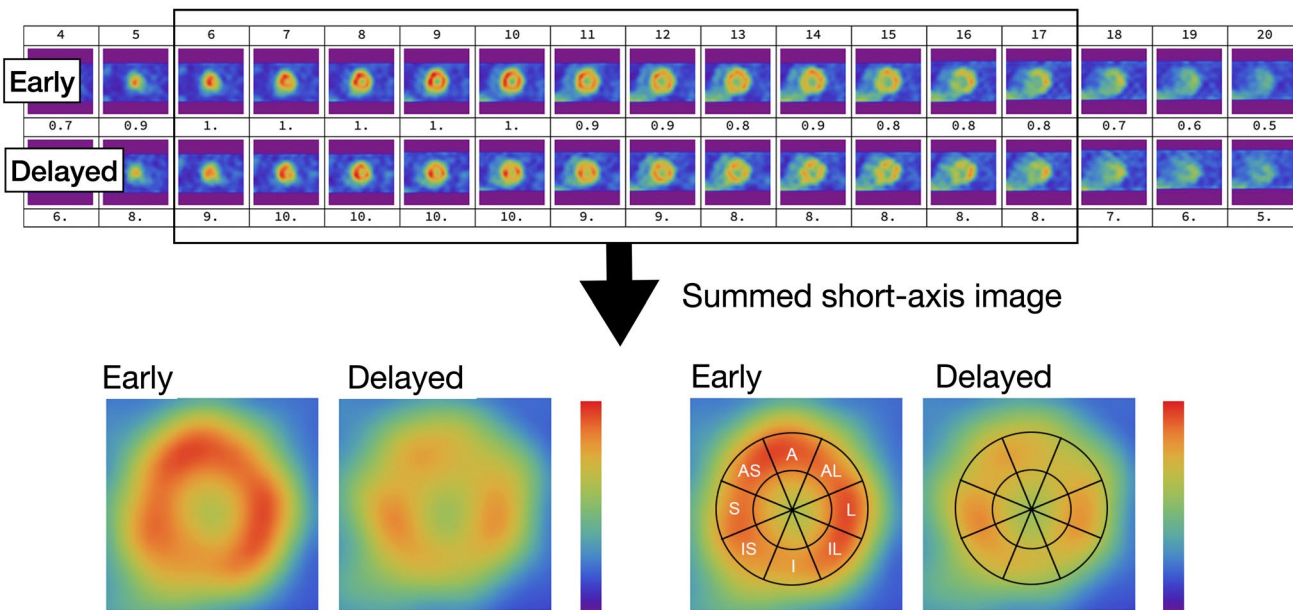 4 5 6 7 8 9 10 11 12 13 14 15 16 17 18 19 20
Early
0.7 0.9 1. 1. 1. 1. 1. 0.9 0.9 0.8 0.9 0.8 0.8 0.8 0.7 0.6 0.5
Delayed
6. 8. 9. 10. 10. 10. 10. 9. 9. 8. 8. 8. 8. 8. 7. 6. 5.
Summed short-axis image
Early Delayed Early Delayed
A
AS AL
S L
IS IL
I